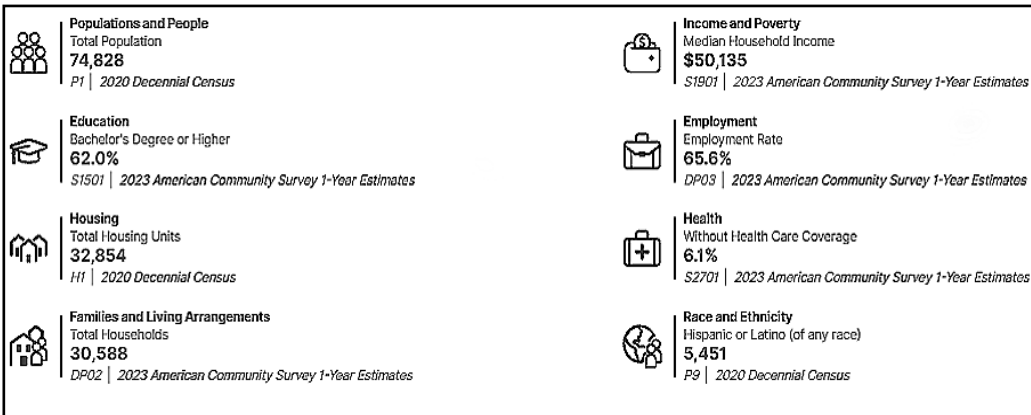 Populations and People
Total Population
74,828
P1 | 2020 Decennial Census
Education
Bachelor's Degree or Higher
62.0%
S1501 | 2023 American Community Survey 1-Year Estimates
Housing
Total Housing Units
32,854
H1 | 2020 Decennial Census
Families and Living Arrangements
Total Households
30,588
DP02 | 2023 American Community Survey 1-Year Estimates
Income and Poverty
Median Household Income
$50,135
S1901 | 2023 American Community Survey 1-Year Estimates
Employment
Employment Rate
65.6%
DP03 | 2023 American Community Survey 1-Year Estimates
Health
Without Health Care Coverage
6.1%
S2701 | 2023 American Community Survey 1-Year Estimates
Race and Ethnicity
Hispanic or Latino (of any race)
5,451
P9 | 2020 Decennial Census